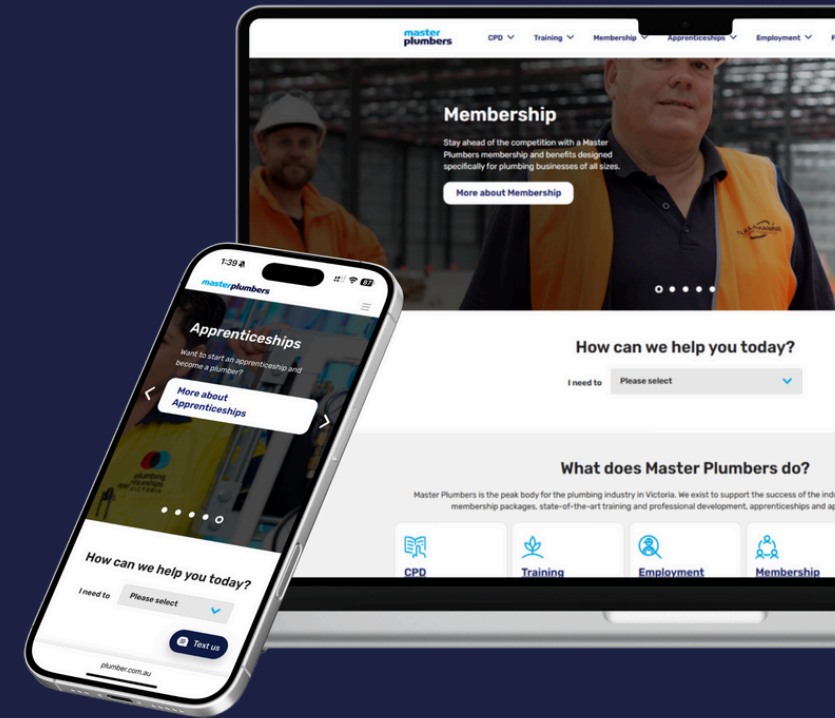 master
plumbers
CPD
Training
Membership
Apprenticeships
Employment
Membership
Stay ahead of the competition with a Master
Plumbers membership and benefits designed
specifically for plumbing businesses of all sizes.
More about Membership
How can we help you today?
I need to
Please select
What does Master Plumbers do?
Master Plumbers is the peak body for the plumbing industry in Victoria. We exist to support the success of the
membership packages, state-of-the-art training and professional development, apprenticeships and
CPD
Training
Employment
Membership
1:39
87
masterplumbers
Apprenticeships
Want to start an apprenticeship and
become a plumber?
More about
Apprenticeships
plumbing
VICTORIA
How can we help you today?
I need to
Please select
Text us
plumber.com.au